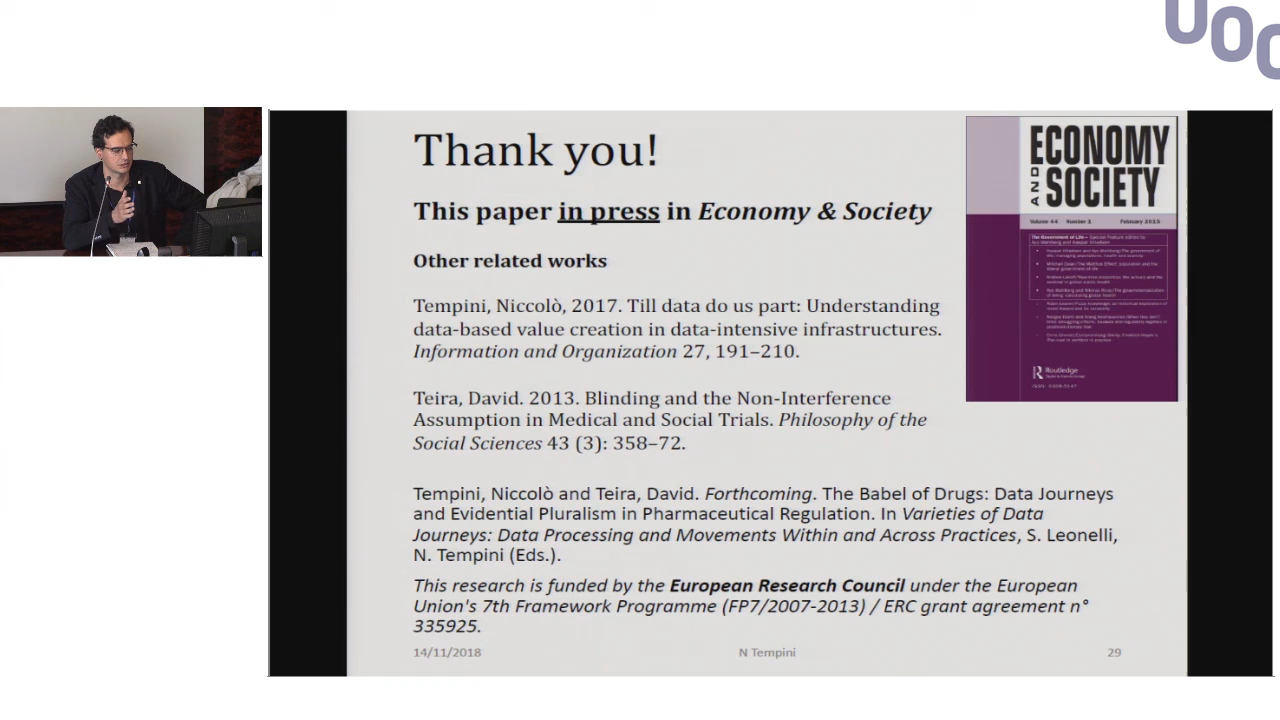 UOC
Thank you!
This paper in press in Economy & Society
Other related works
Tempini, Niccolò, 2017. Till data do us part: Understanding
data-based value creation in data-intensive infrastructures.
Information and Organization 27, 191–210.
Teira, David. 2013. Blinding and the Non-Interference
Assumption in Medical and Social Trials. Philosophy of the
Social Sciences 43 (3): 358–72.
Tempini, Niccolò and Teira, David. Forthcoming. The Babel of Drugs: Data Journeys
and Evidential Pluralism in Pharmaceutical Regulation. In Varieties of Data
Journeys: Data Processing and Movements Within and Across Practices, S. Leonelli,
N. Tempini (Eds.).
This research is funded by the European Research Council under the European
Union's 7th Framework Programme (FP7/2007-2013) / ERC grant agreement n°
335925.
14/11/2018 N Tempini 29
ECONOMY
AND
SOCIETY
Volume 44 Number 1 February 2015
Routledge